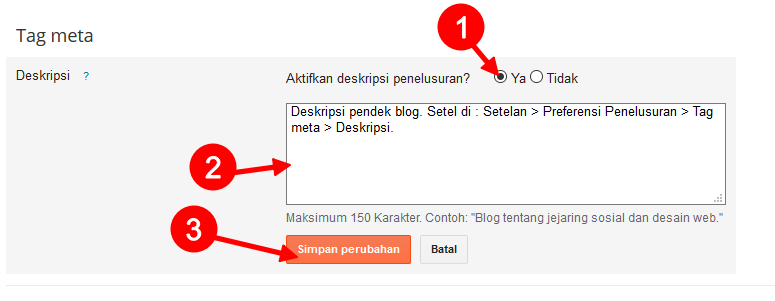 Tag meta
1
Deskripsi ?
Aktifkan deskripsi penelusuran? Ya Tidak
Deskripsi pendek blog. Setel di : Setelan > Preferensi Penelusuran > Tag
meta > Deskripsi.
2
Maksimum 150 Karakter. Contoh: "Blog tentang jejaring sosial dan desain web."
3
Simpan perubahan Batal